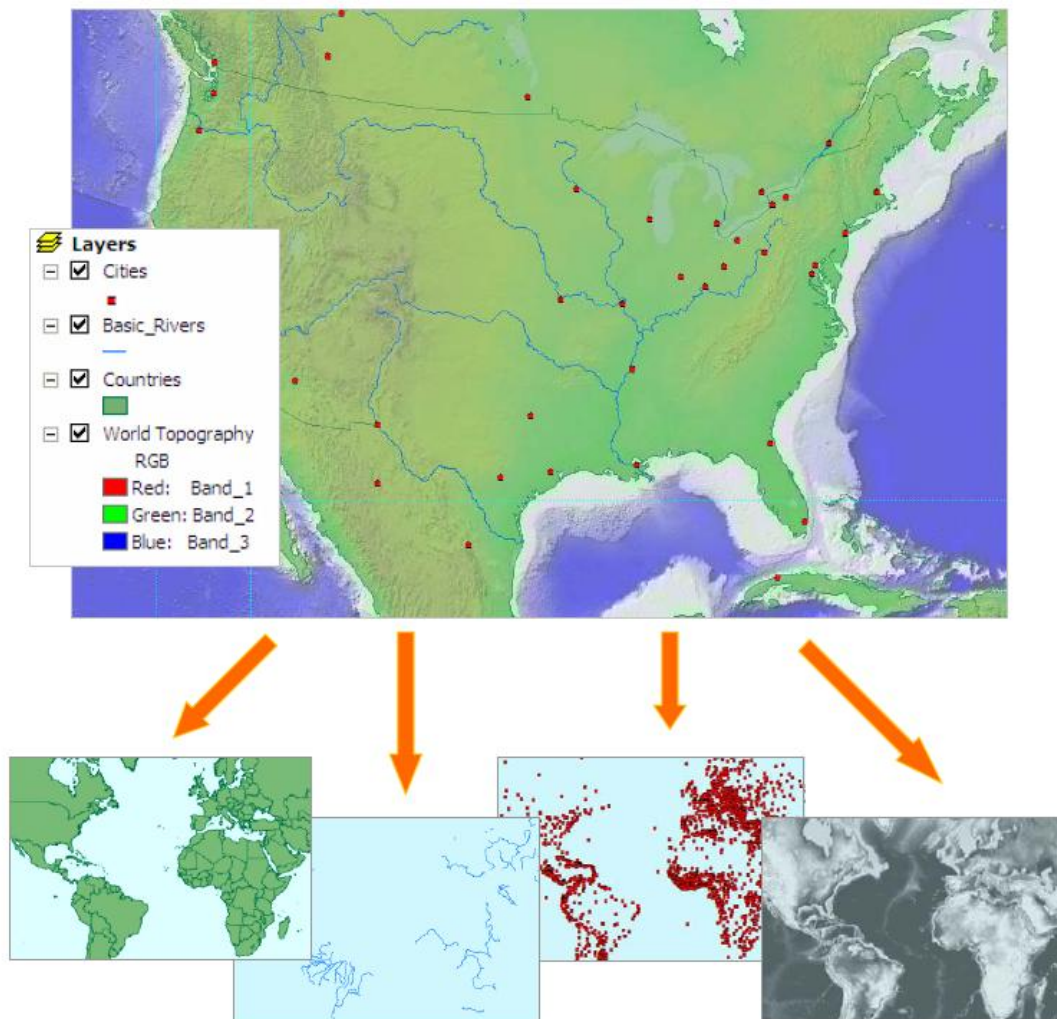 Layers
Cities
Basic_Rivers
Countries
World Topography
RGB
Red: Band_1
Green: Band_2
Blue: Band_3